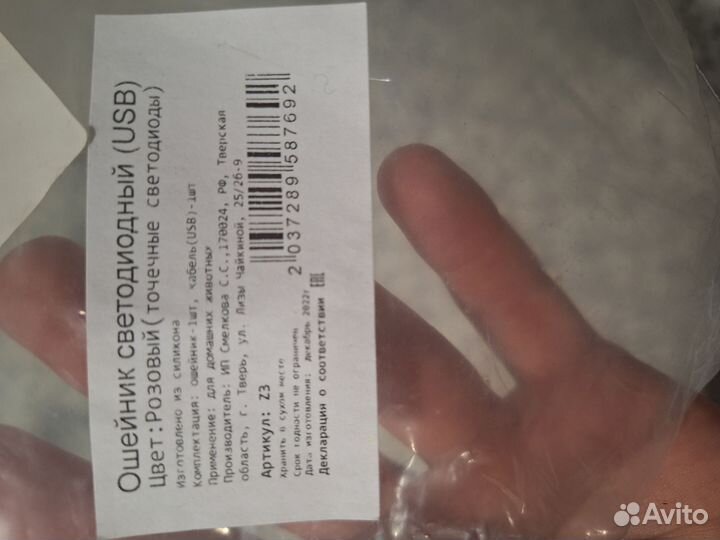 Ошейник светодиодный (USB)
Цвет:Розовый(точечные светодиоды)
Изготовлено из силикона
Комплектация: ошейник-1шт, кабель(USB)-1шт
Применение: для домашних животных
Производитель: ИП Смелкова С.С.,170024, РФ, Тверская
область, г. Тверь, ул. Лизы Чайкиной, 25/26-9
Артикул: Z3
Хранить в сухом месте
Срок годности не ограничен
Дата изготовления: декабрь 2022г
Декларация о соответствии EAC
2 037289 587692
Avito